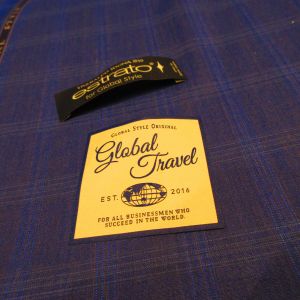 estrato
for Global Style
GLOBAL STYLE ORIGINAL
Global
Travel
EST. 2016
FOR ALL BUSINESSMEN WHO
SUCCEED IN THE WORLD.